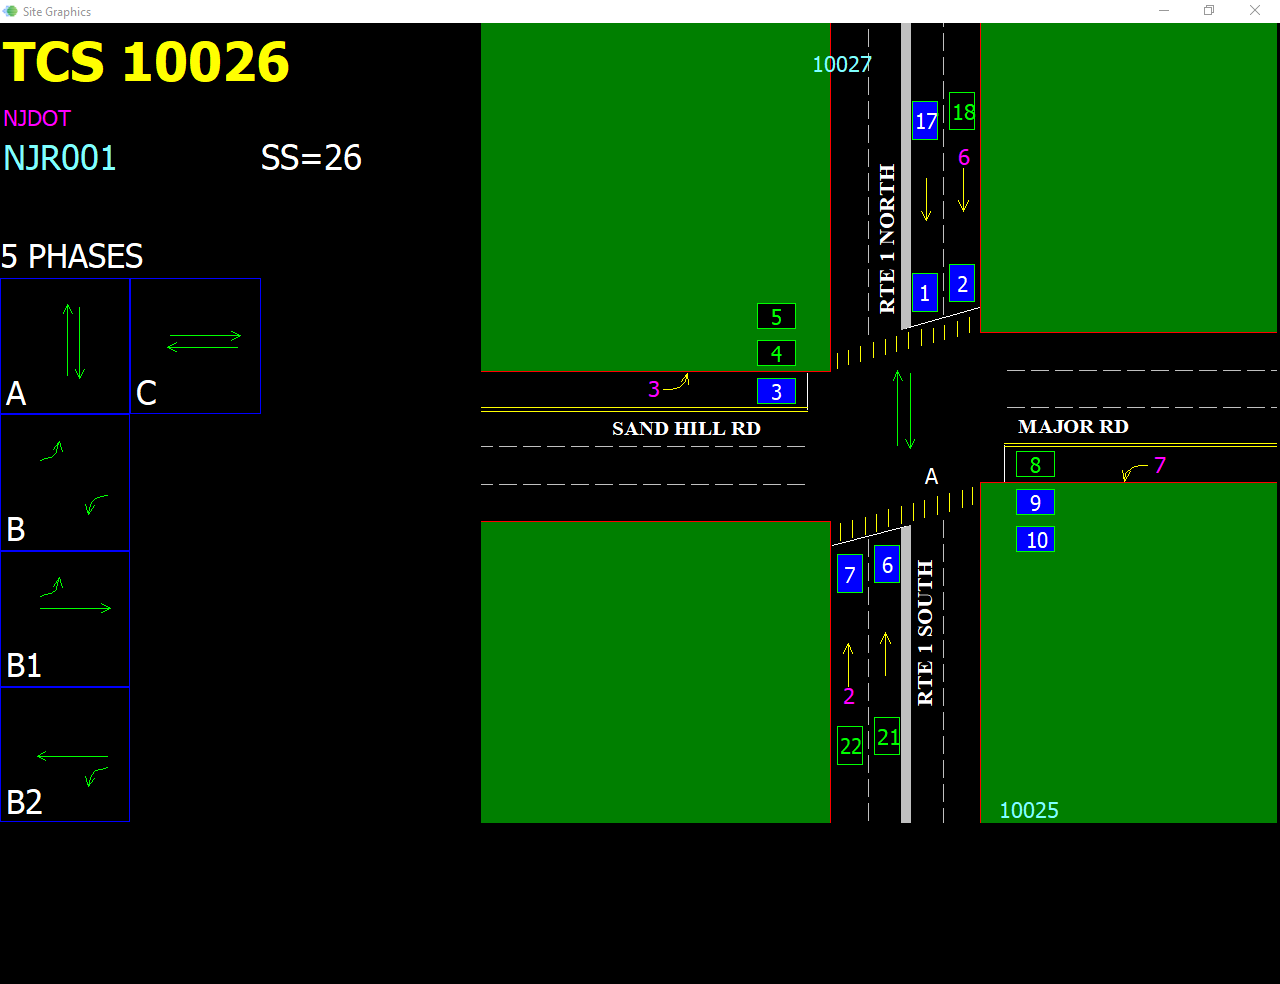 Site Graphics
TCS 10026
NJDOT
NJR001 SS=26
5 PHASES
A C
B
B1
B2
10027
17 18
6
RTE 1 NORTH
1 2
5
4
3 3
SAND HILL RD
MAJOR RD
8 7
A
9
10
7 6
RTE 1 SOUTH
2
22 21
10025